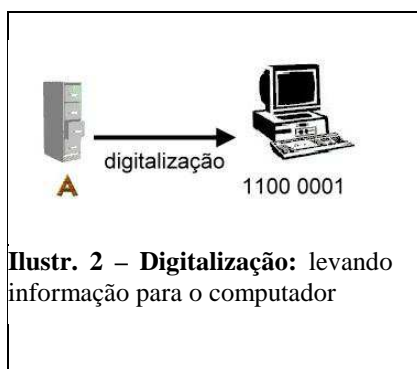 digitalização
A
1100 0001
Ilustr. 2 – Digitalização: levando
informação para o computador